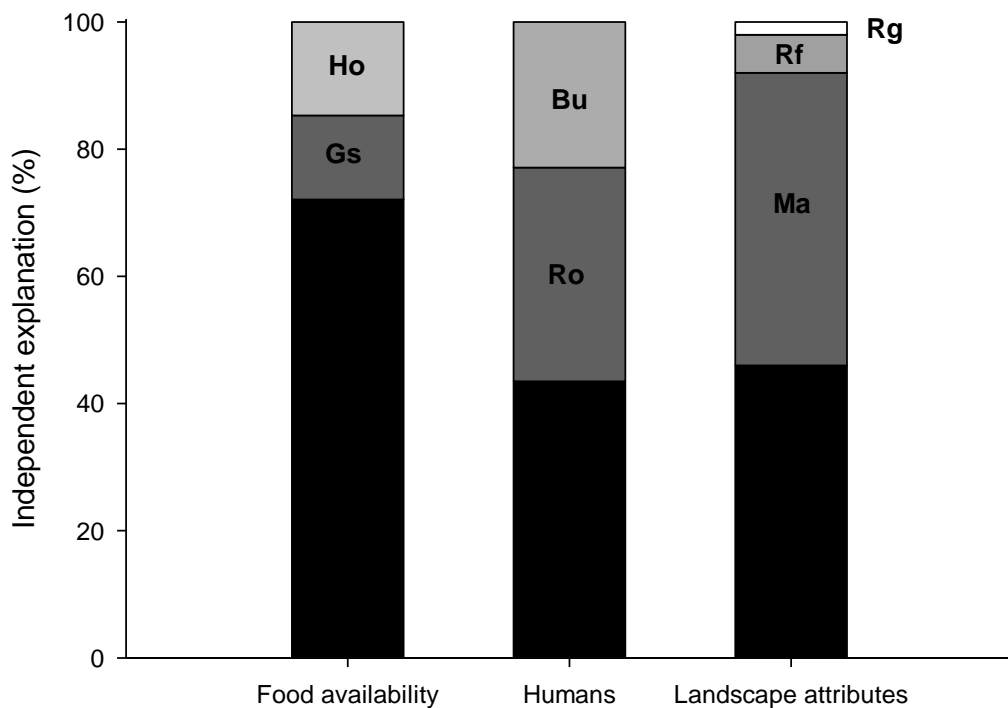 100
80
60
40
20
0
Independent explanation (%)
Ho
Gs
Bu
Ro
Rg
Rf
Ma
Food availability
Humans
Landscape attributes